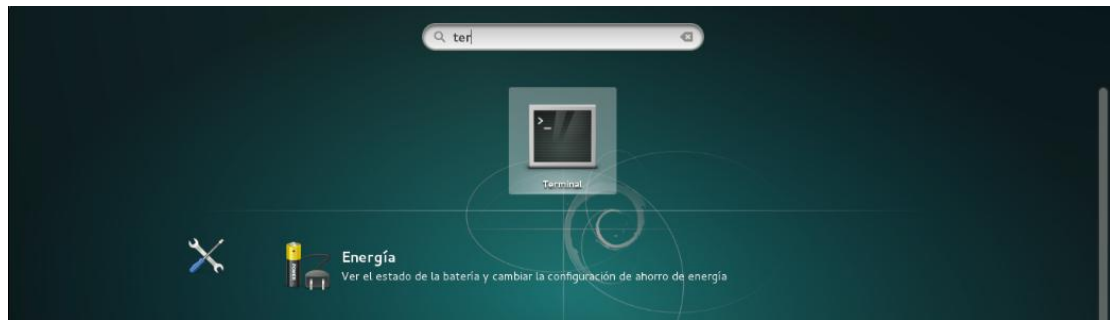 ter
Terminal
Energía
Ver el estado de la batería y cambiar la configuración de ahorro de energía